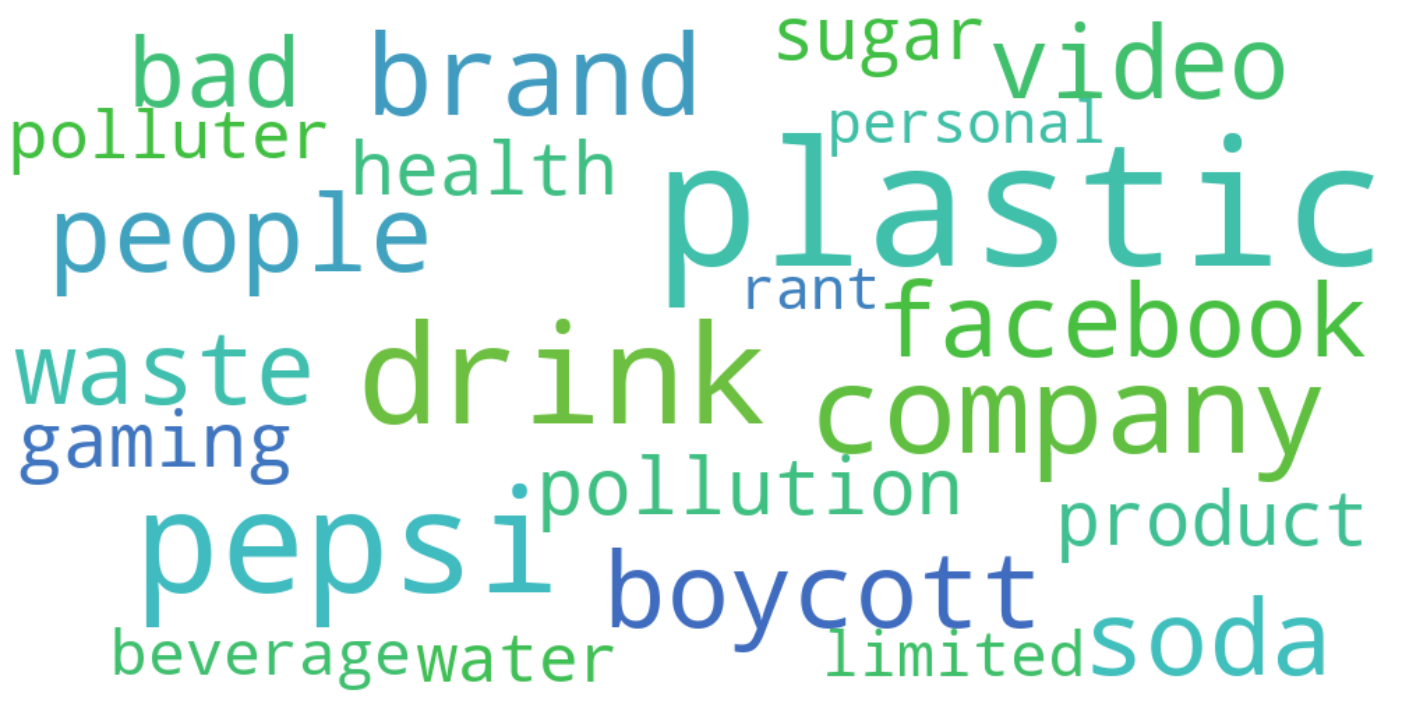 sugar
bad
brand
video
polluter
personal
health
plastic
people
rant
facebook
waste
drink
company
gaming
pollution
pepsi
product
boycott
soda
beverage
water
limited